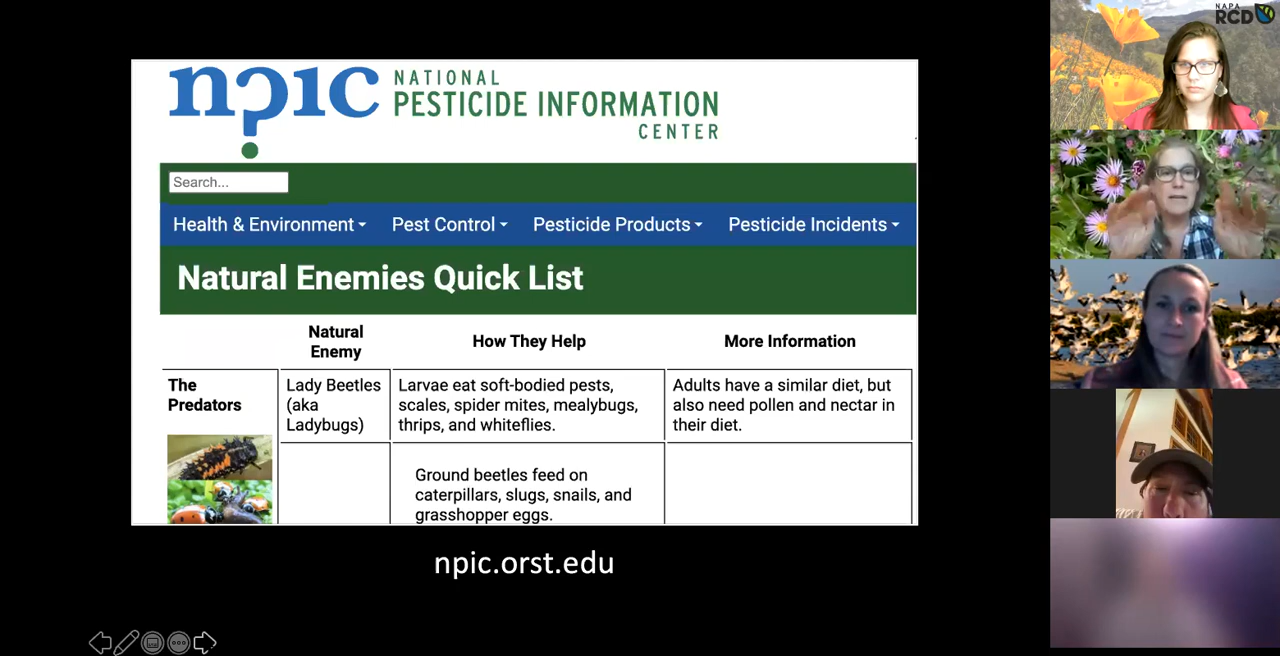 npic NATIONAL
PESTICIDE INFORMATION
CENTER
Search...
Health & Environment Pest Control Pesticide Products Pesticide Incidents
Natural Enemies Quick List
Natural
Enemy
How They Help
More Information
The
Predators
Lady Beetles
(aka
Ladybugs)
Larvae eat soft-bodied pests,
scales, spider mites, mealybugs,
thrips, and whiteflies.
Adults have a similar diet, but
also need pollen and nectar in
their diet.
Ground beetles feed on
caterpillars, slugs, snails, and
grasshopper eggs.
npic.orst.edu
NAPA
RCD